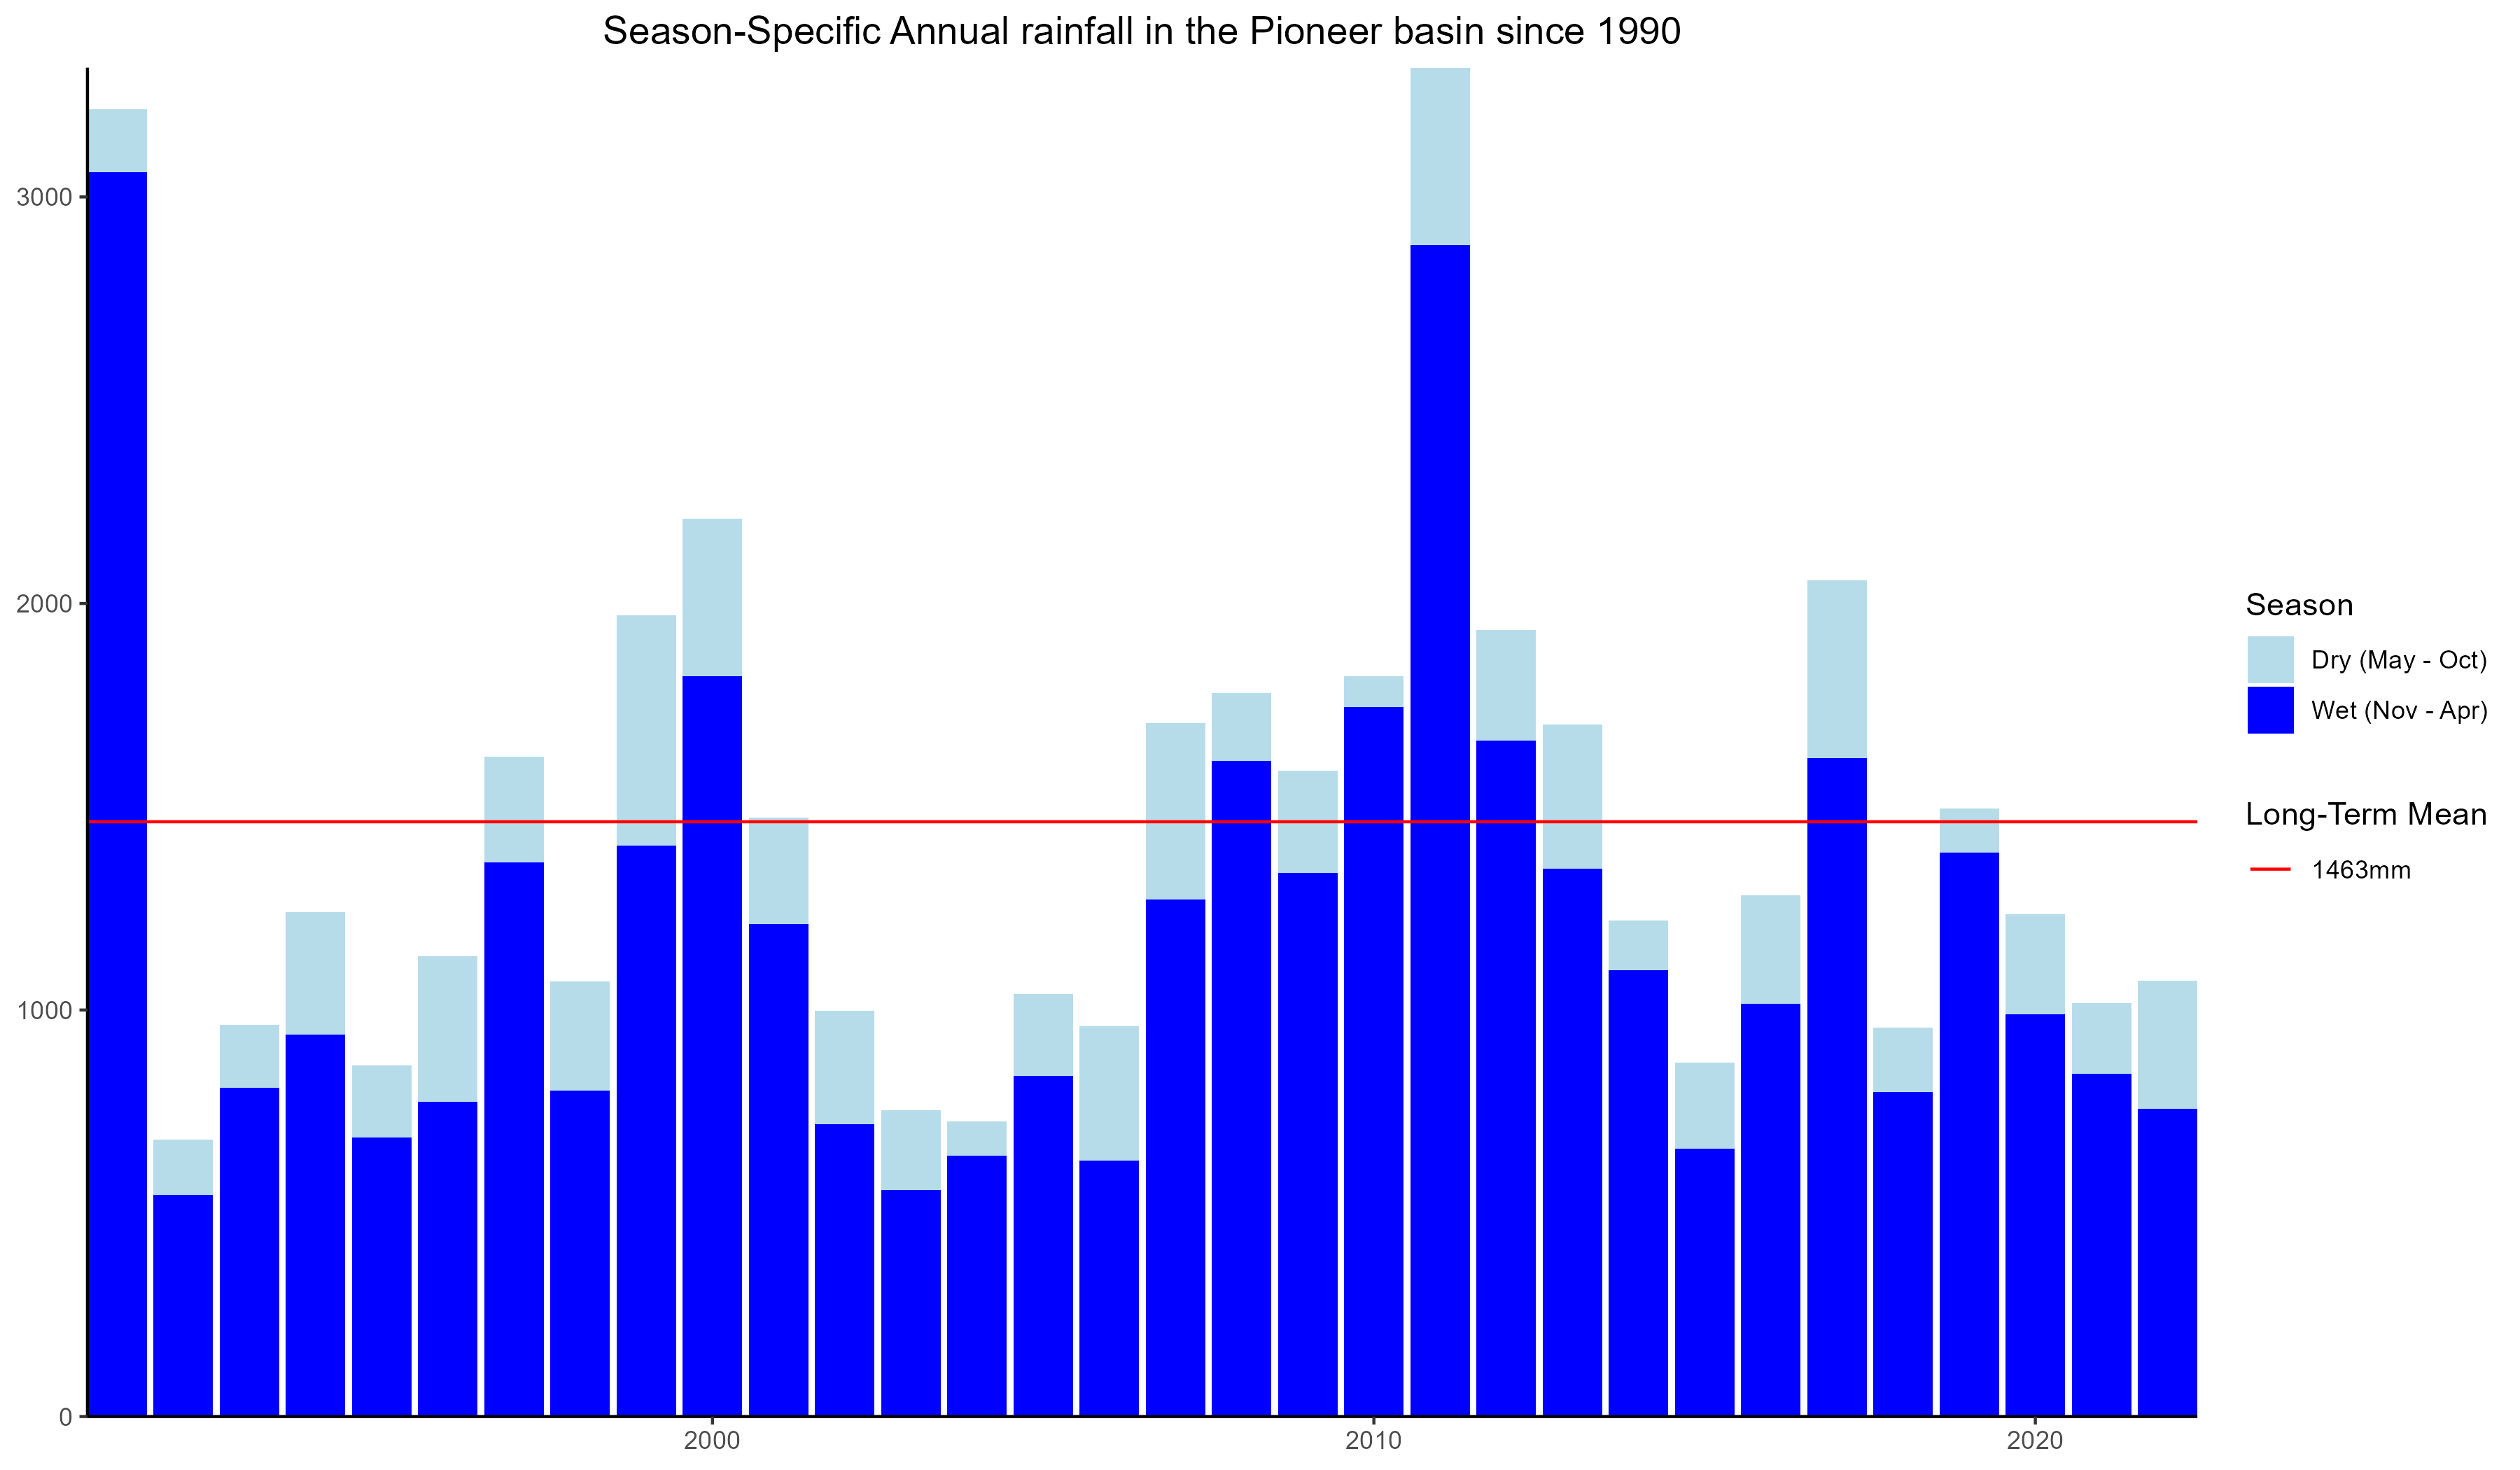 Season-Specific Annual rainfall in the Pioneer basin since 1990
3000
2000
1000
0
2000
2010
2020
Season
Dry (May - Oct)
Wet (Nov - Apr)
Long-Term Mean
1463mm